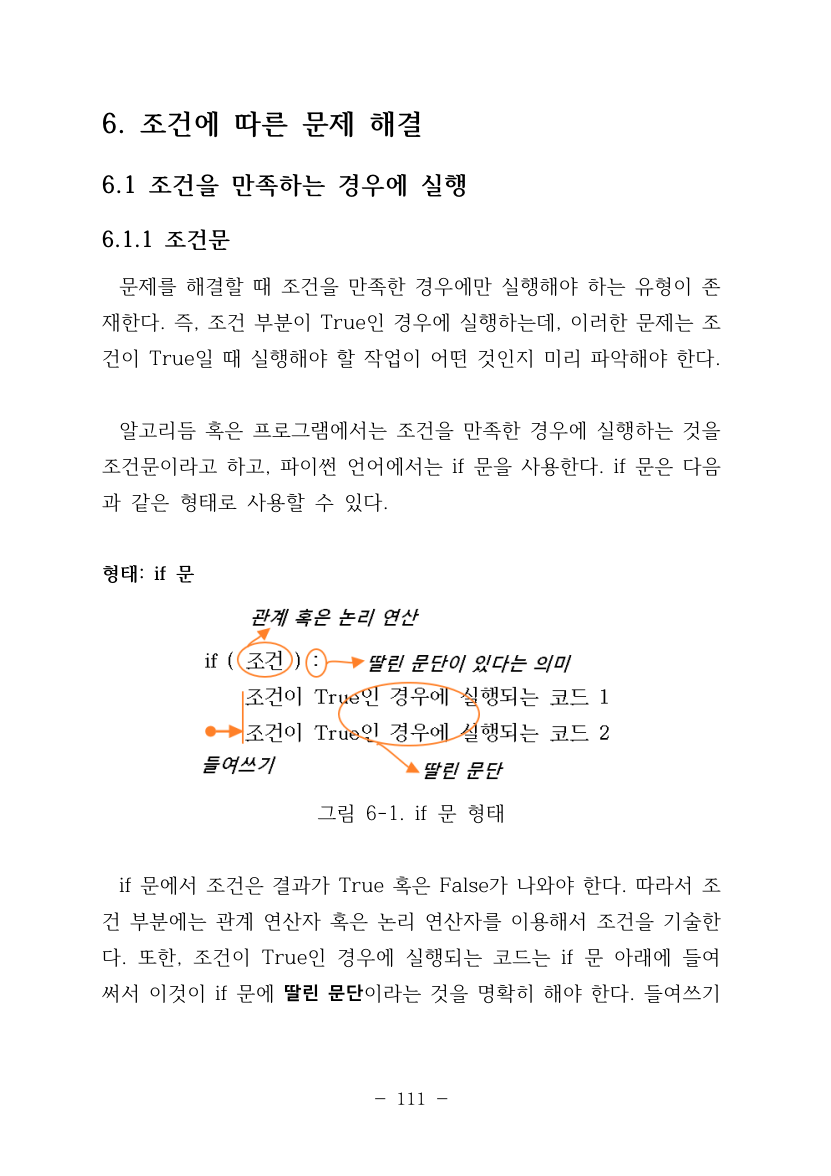 6. 조건에 따른 문제 해결
6.1 조건을 만족하는 경우에 실행
6.1.1 조건문
문제를 해결할 때 조건을 만족한 경우에만 실행해야 하는 유형이 존
재한다. 즉, 조건 부분이 True인 경우에 실행하는데, 이러한 문제는 조
건이 True일 때 실행해야 할 작업이 어떤 것인지 미리 파악해야 한다.
알고리듬 혹은 프로그램에서는 조건을 만족한 경우에 실행하는 것을
조건문이라고 하고, 파이썬 언어에서는 if 문을 사용한다. if 문은 다음
과 같은 형태로 사용할 수 있다.
형태: if 문
관계 혹은 논리 연산
if ( 조건 ) : 딸린 문단이 있다는 의미
조건이 True인 경우에 실행되는 코드 1
조건이 True인 경우에 실행되는 코드 2
들여쓰기 딸린 문단
그림 6-1. if 문 형태
if 문에서 조건은 결과가 True 혹은 False가 나와야 한다. 따라서 조
건 부분에는 관계 연산자 혹은 논리 연산자를 이용해서 조건을 기술한
다. 또한, 조건이 True인 경우에 실행되는 코드는 if 문 아래에 들여
써서 이것이 if 문에 딸린 문단이라는 것을 명확히 해야 한다. 들여쓰기
- 111 -